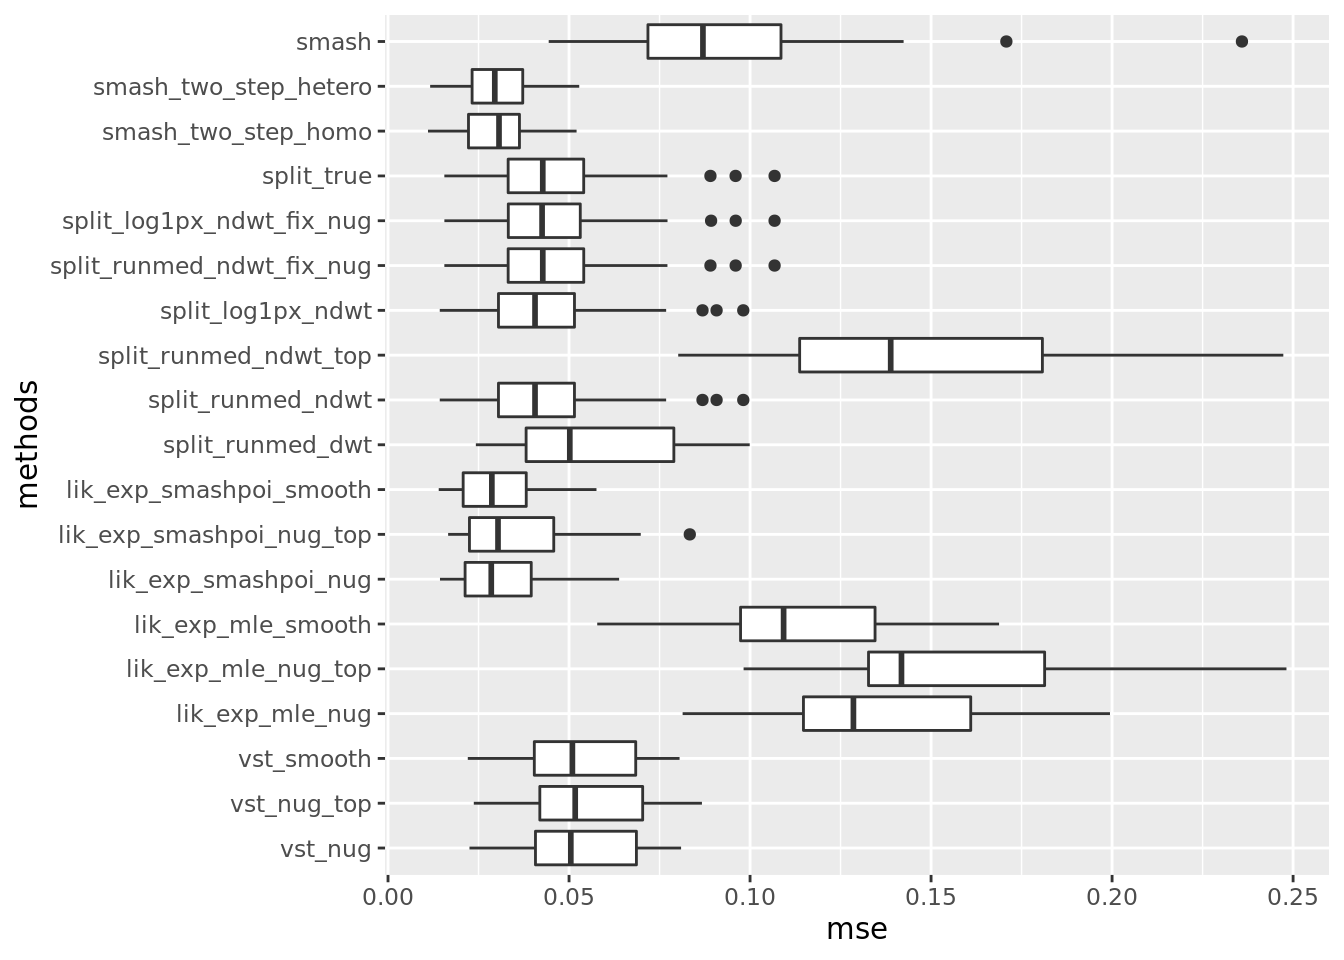 smash
smash_two_step_hetero
smash_two_step_homo
split_true
split_log1px_ndwt_fix_nug
split_runmed_ndwt_fix_nug
split_log1px_ndwt
split_runmed_ndwt_top
split_runmed_ndwt
split_runmed_dwt
lik_exp_smashpoi_smooth
lik_exp_smashpoi_nug_top
lik_exp_smashpoi_nug
lik_exp_mle_smooth
lik_exp_mle_nug_top
lik_exp_mle_nug
vst_smooth
vst_nug_top
vst_nug
methods
0.00 0.05 0.10 0.15 0.20 0.25
mse